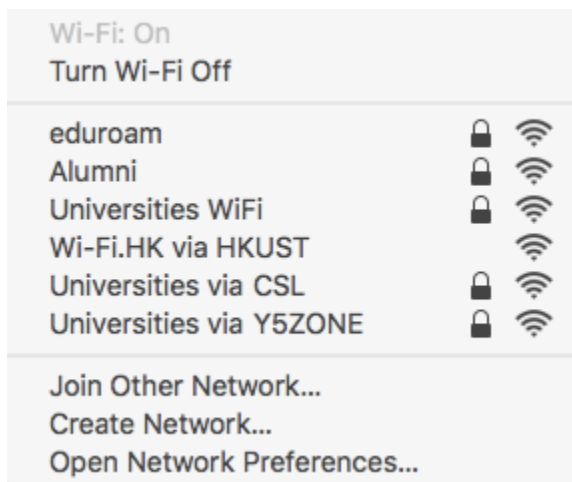 Wi-Fi: On
Turn Wi-Fi Off
eduroam
Alumni
Universities WiFi
Wi-Fi.HK via HKUST
Universities via CSL
Universities via Y5ZONE
Join Other Network...
Create Network...
Open Network Preferences...